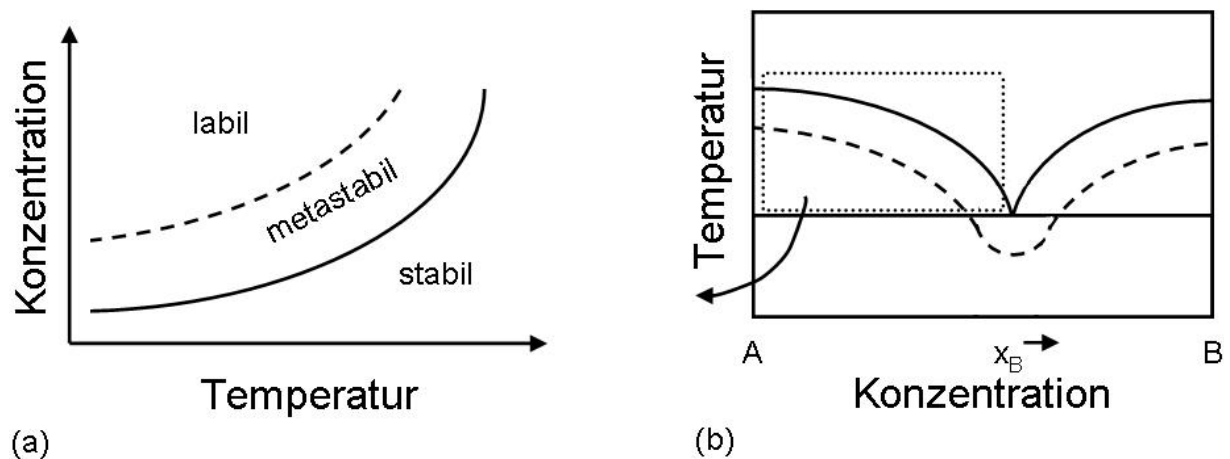 Konzentration
labil
metastabil
stabil
Temperatur
(a)
Temperatur
A
x_B
B
Konzentration
(b)